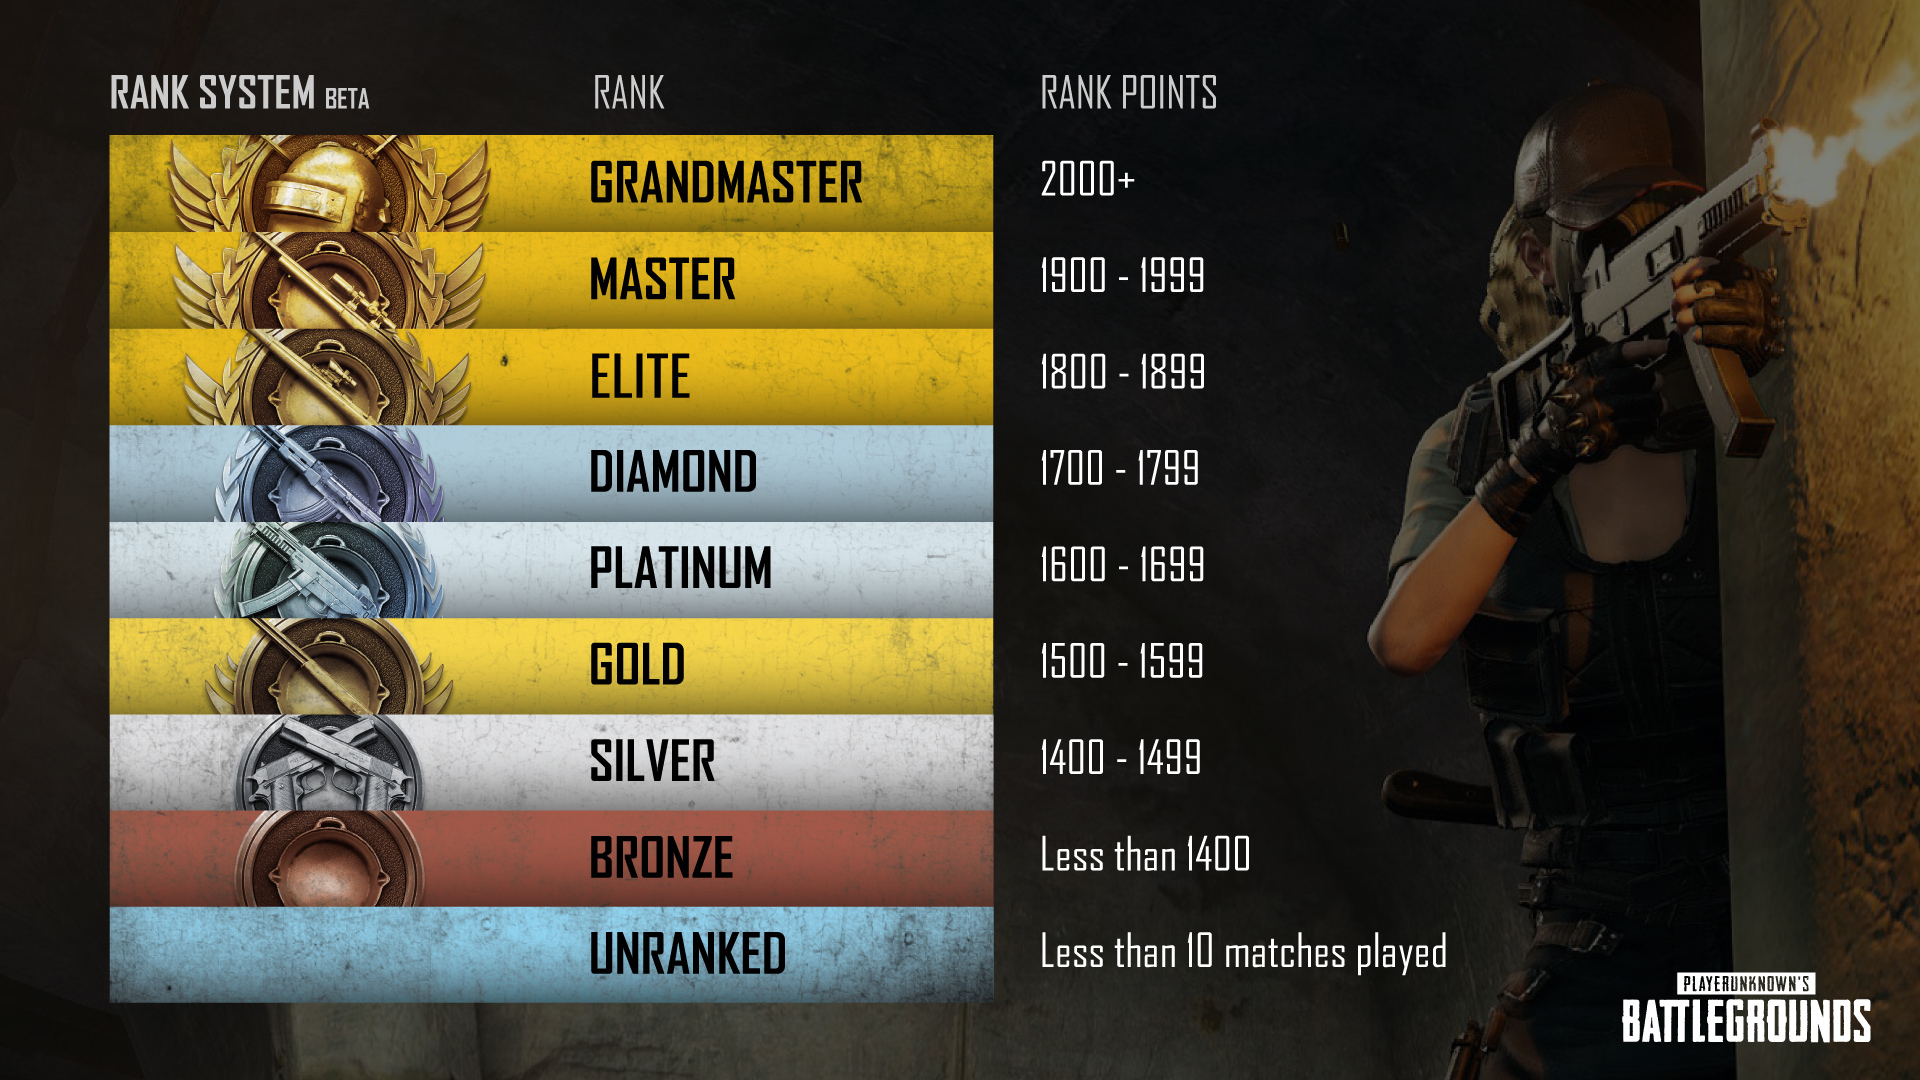 RANK SYSTEM BETA RANK RANK POINTS
GRANDMASTER 2000+
MASTER 1900 - 1999
ELITE 1800 - 1899
DIAMOND 1700 - 1799
PLATINUM 1600 - 1699
GOLD 1500 - 1599
SILVER 1400 - 1499
BRONZE Less than 1400
UNRANKED Less than 10 matches played
PLAYERUNKNOWN'S
BATTLEGROUNDS